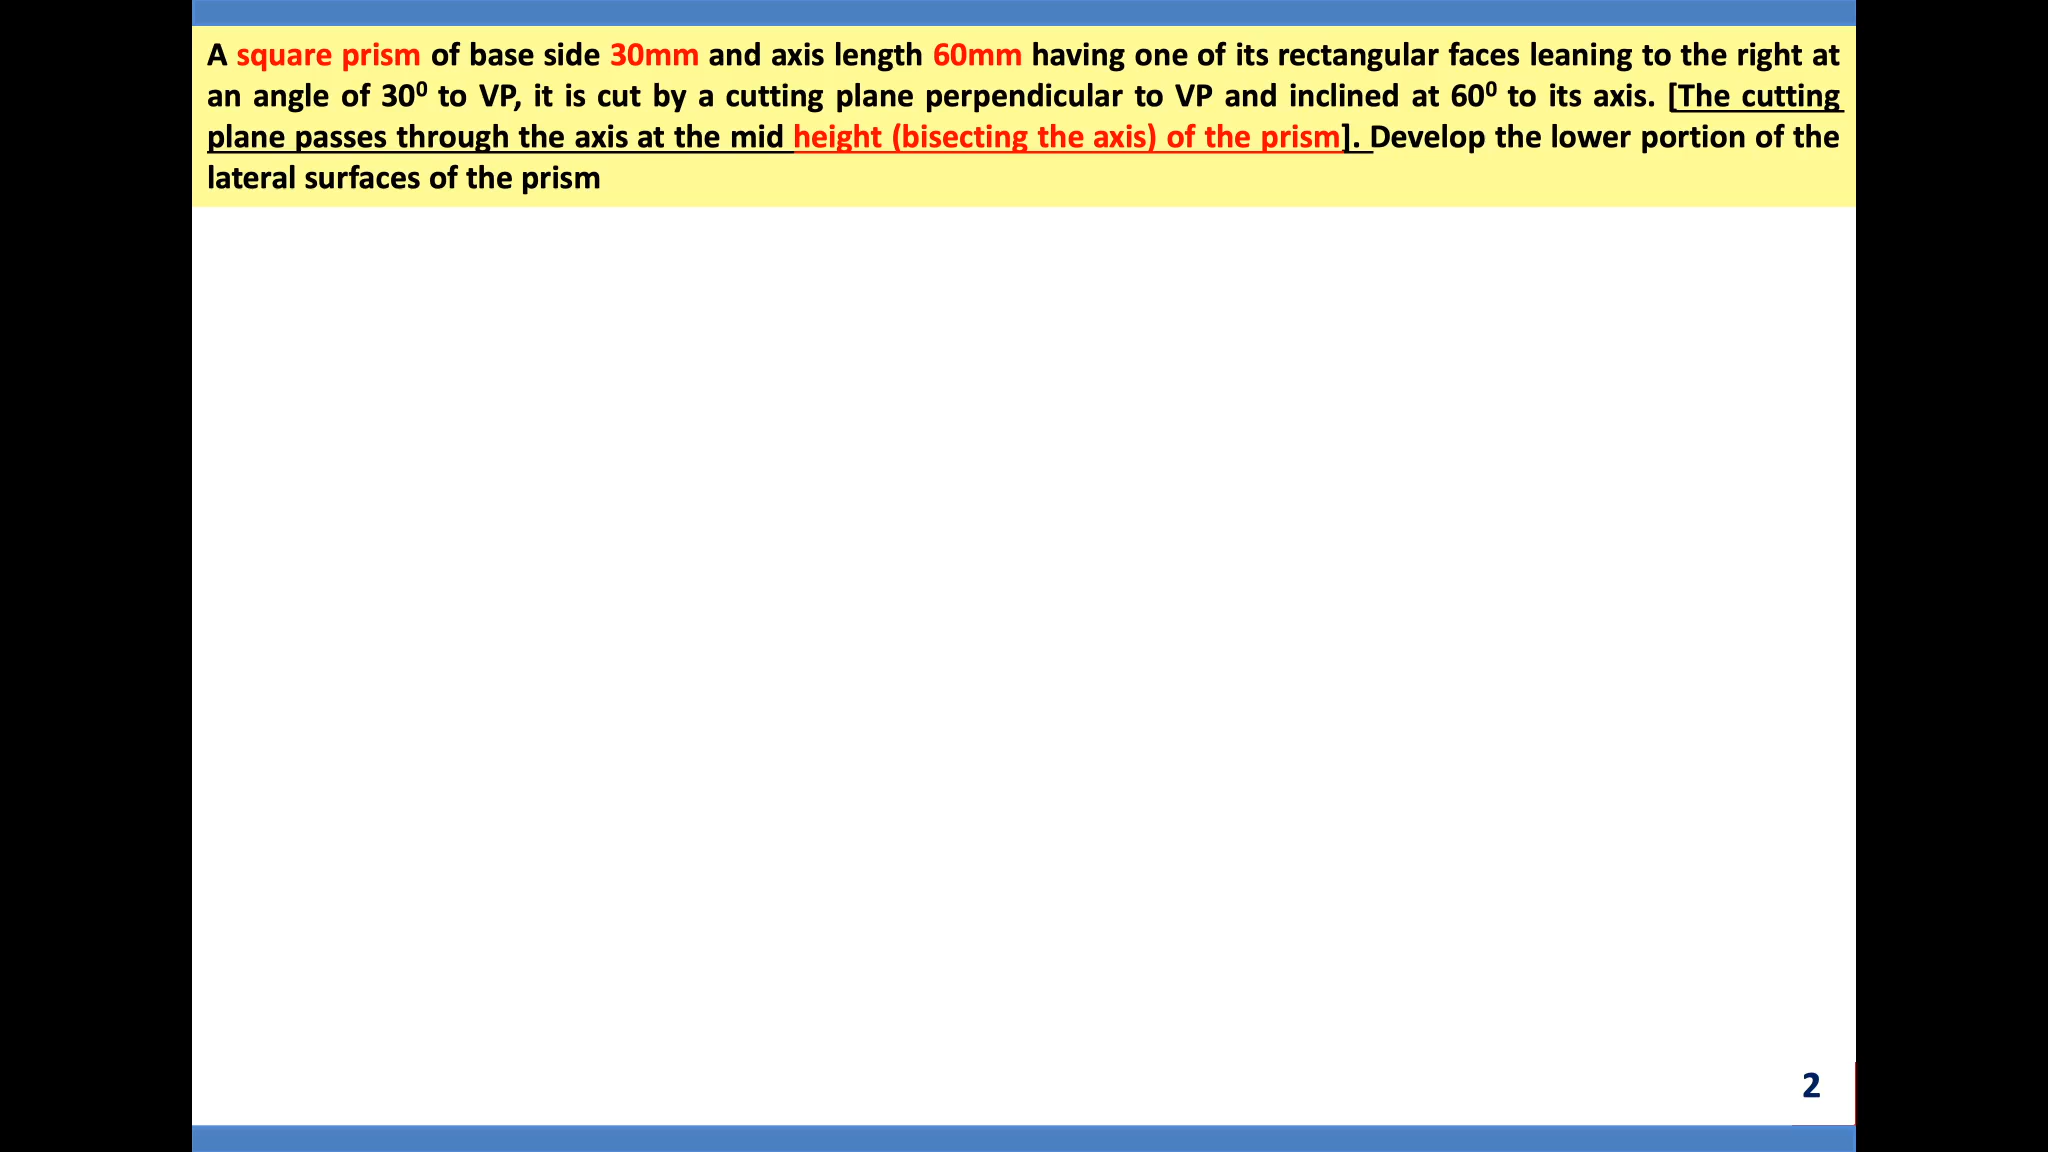 A square prism of base side 30mm and axis length 60mm having one of its rectangular faces leaning to the right at
an angle of 30⁰ to VP, it is cut by a cutting plane perpendicular to VP and inclined at 60⁰ to its axis. [The cutting
plane passes through the axis at the mid height (bisecting the axis) of the prism]. Develop the lower portion of the
lateral surfaces of the prism
2